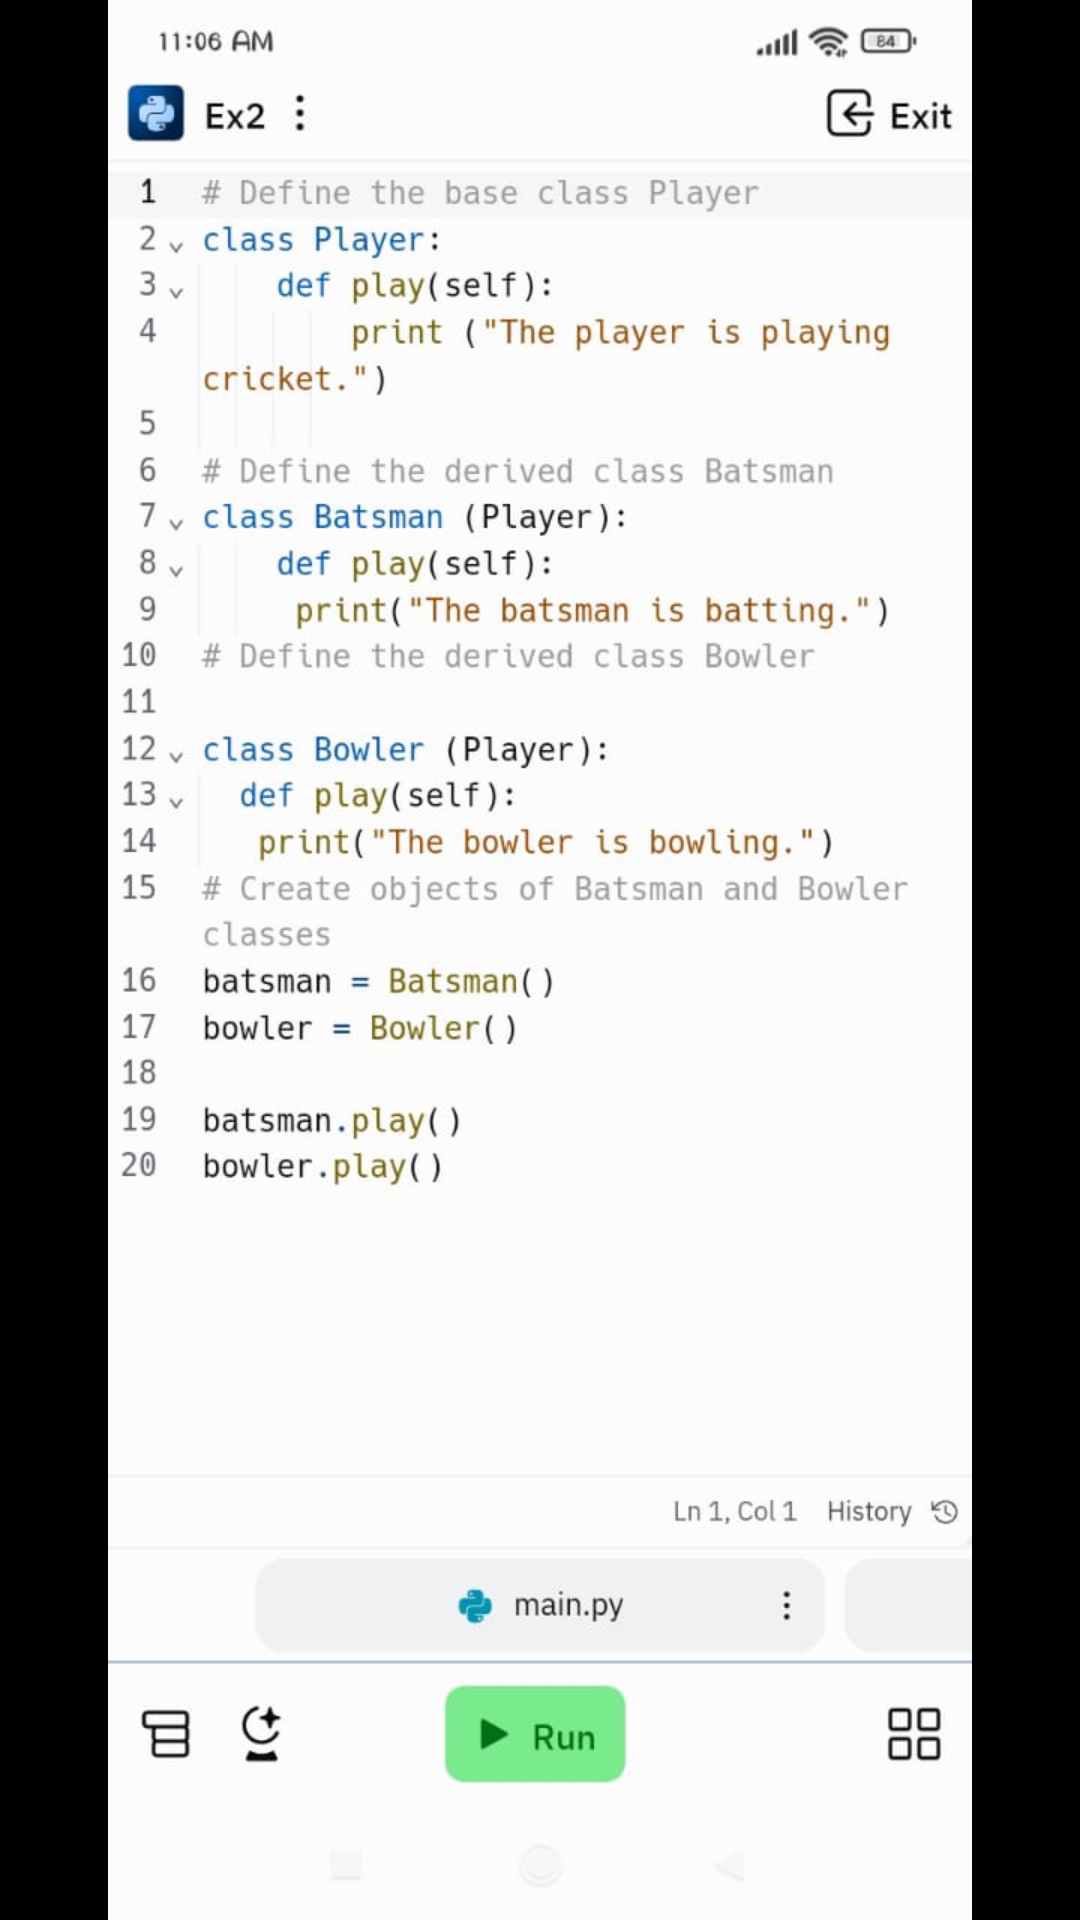 11:06 AM
84
Ex2
Exit
1 # Define the base class Player
2 class Player:
3     def play(self):
4         print ("The player is playing
cricket.")
5
6 # Define the derived class Batsman
7 class Batsman (Player):
8     def play(self):
9      print("The batsman is batting.")
10 # Define the derived class Bowler
11
12 class Bowler (Player):
13   def play(self):
14    print("The bowler is bowling.")
15 # Create objects of Batsman and Bowler
classes
16 batsman = Batsman()
17 bowler = Bowler()
18
19 batsman.play()
20 bowler.play()
Ln 1, Col 1 History
main.py
Run